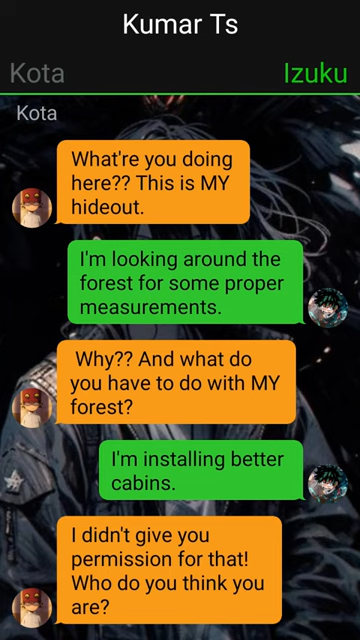 Kumar Ts
Kota Izuku
Kota
What're you doing
here?? This is MY
hideout.
I'm looking around the
forest for some proper
measurements.
Why?? And what do
you have to do with MY
forest?
I'm installing better
cabins.
I didn't give you
permission for that!
Who do you think you
are?